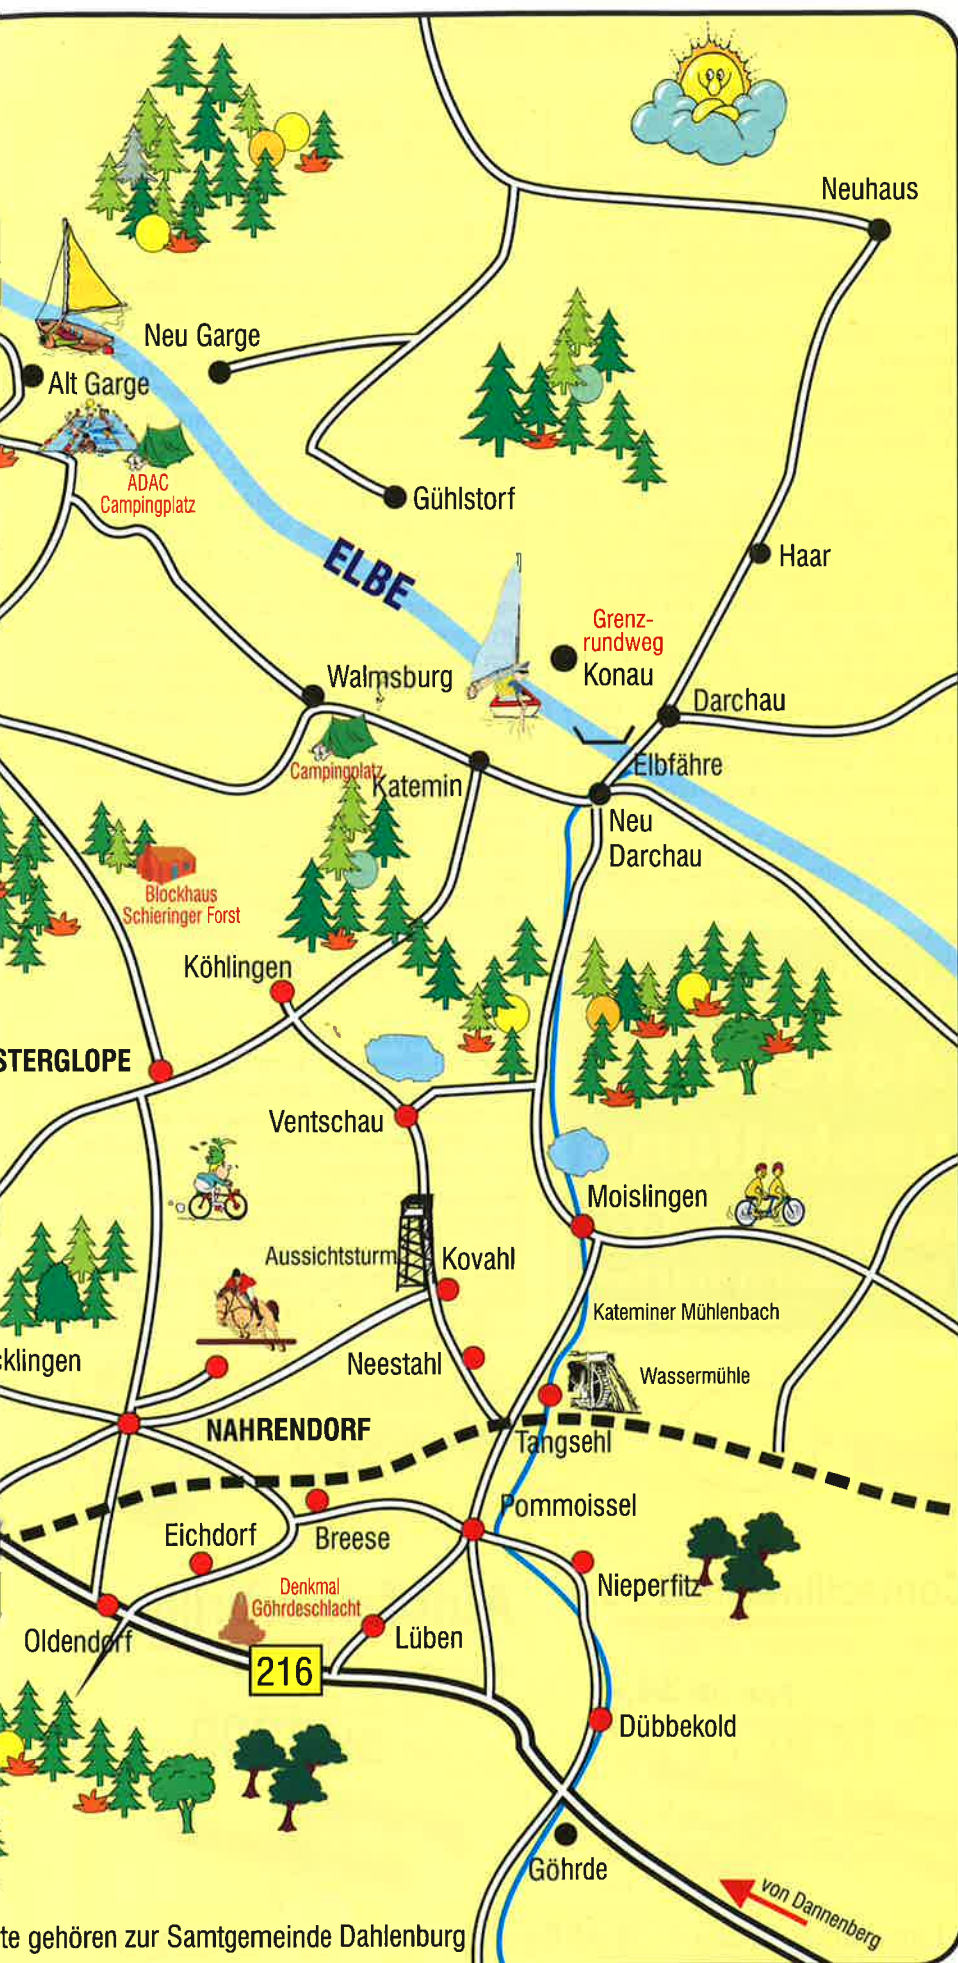 Neuhaus
Neu Garge
Alt Garge
ADAC
Campingplatz
Gühlstorf
ELBE
Haar
Grenz-
rundweg
Konau
Walmsburg
Darchau
Campingplatz
Katemin
Elbfähre
Neu
Darchau
Blockhaus
Schieringer Forst
Köhlingen
STERGLOPE
Ventschau
Moislingen
Aussichtsturm
Kovahl
Kateminer Mühlenbach
cklingen
Neestahl
Wassermühle
NAHRENDORF
Tangsehl
Pommoissel
Eichdorf
Breese
Nieperfitz
Denkmal
Göhrdeschlacht
Oldendorf
Lüben
216
Dübbekold
Göhrde
von Dannenberg
te gehören zur Samtgemeinde Dahlenburg